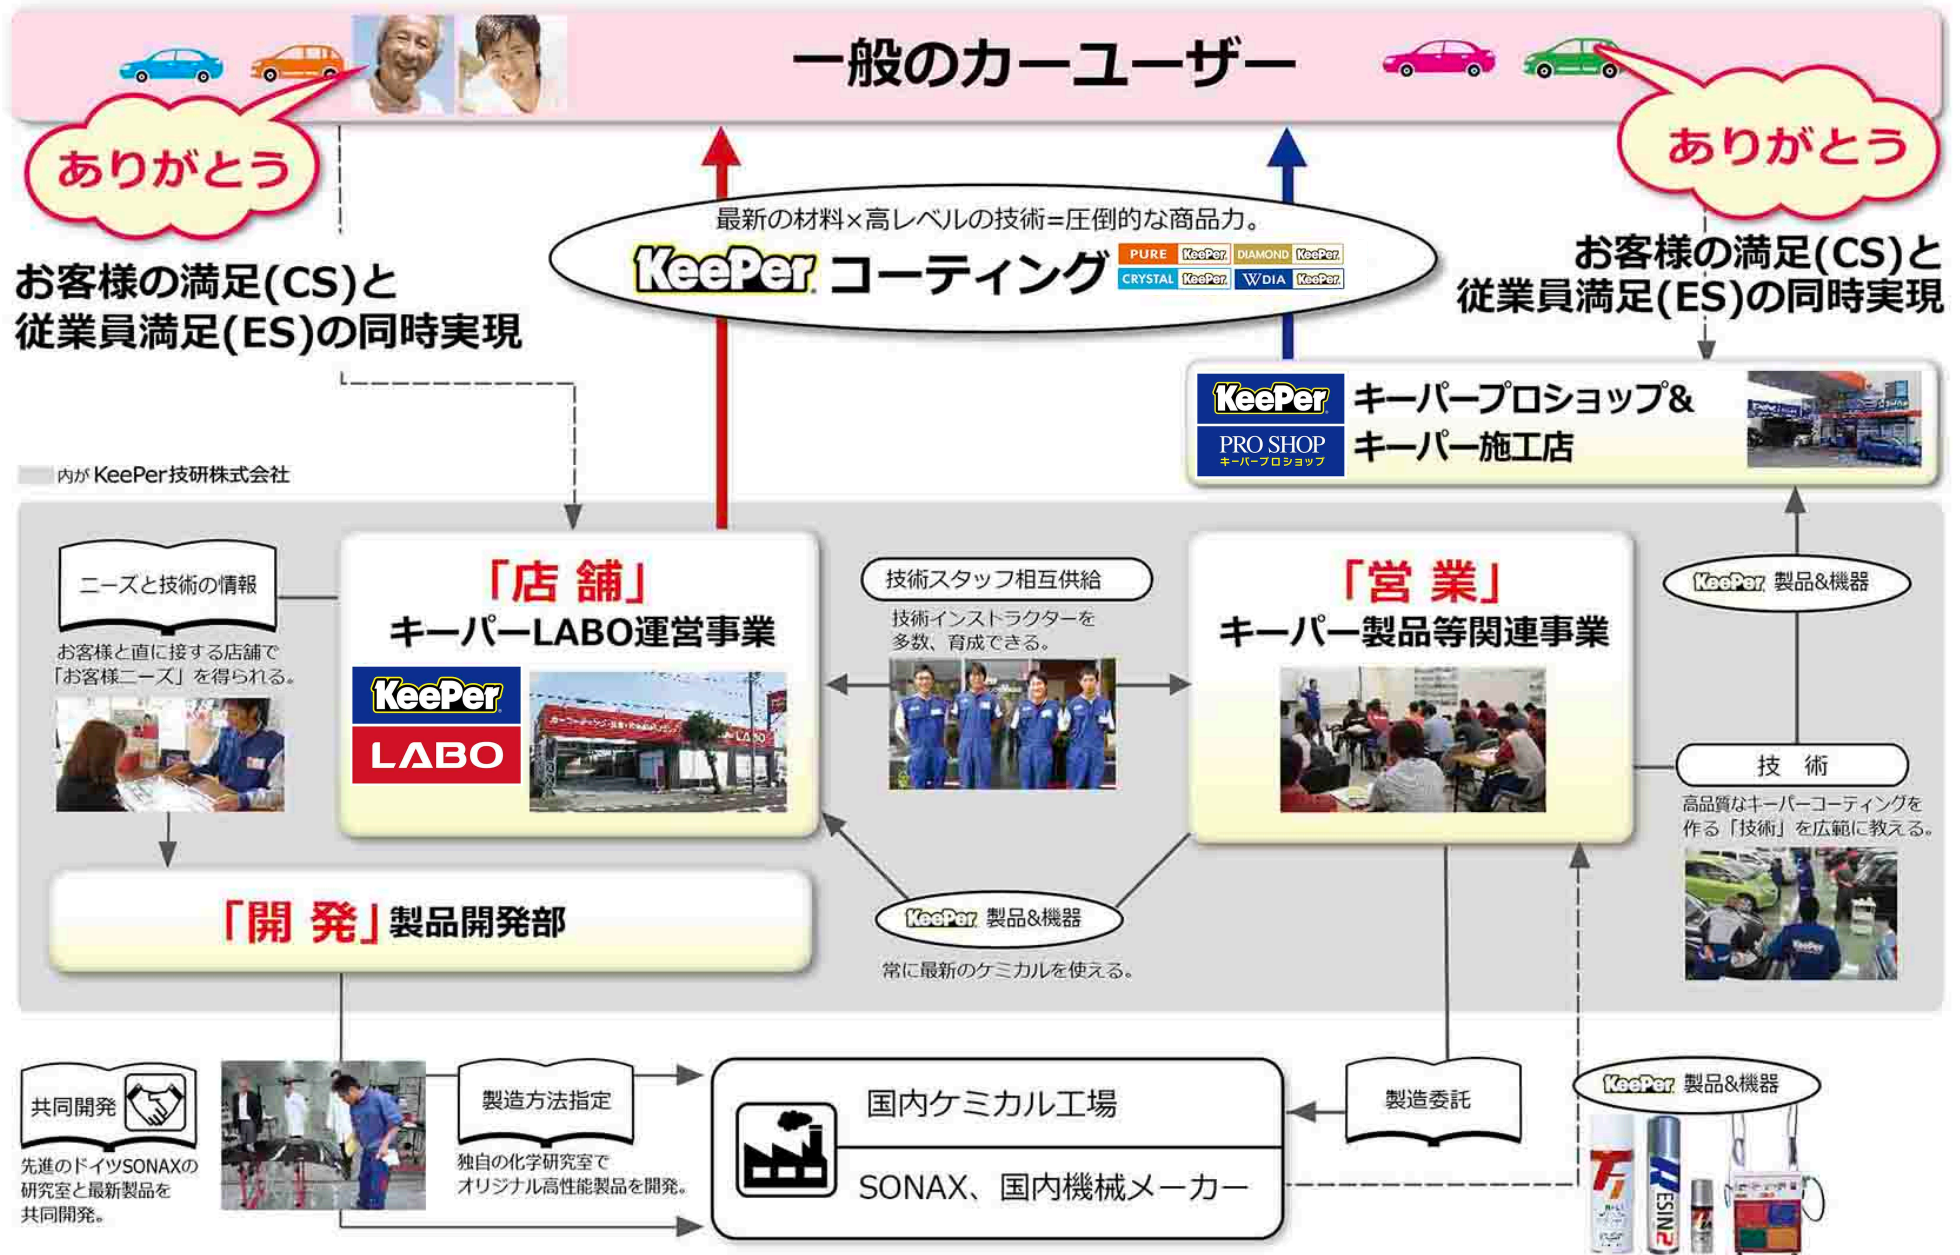 一般のカーユーザー
ありがとう
ありがとう
最新の材料×高レベルの技術=圧倒的な商品力。
KeePer コーティング
PURE KeePer DIAMOND KeePer
CRYSTAL KeePer W DIA KeePer
お客様の満足(CS)と
従業員満足(ES)の同時実現
お客様の満足(CS)と
従業員満足(ES)の同時実現
KeePer
PRO SHOP
キーパープロショップ
キーパープロショップ&
キーパー施工店
内が KeePer技研株式会社
ニーズと技術の情報
お客様と直に接する店舗で
「お客様ニーズ」を得られる。
「店 舗」
キーパーLABO運営事業
KeePer
LABO
技術スタッフ相互供給
技術インストラクターを
多数、育成できる。
「営 業」
キーパー製品等関連事業
KeePer 製品&機器
技 術
高品質なキーパーコーティングを
作る「技術」を広範に教える。
KeePer
「開 発」製品開発部
KeePer 製品&機器
常に最新のケミカルを使える。
共同開発
先進のドイツSONAXの
研究室と最新製品を
共同開発。
製造方法指定
独自の化学研究室で
オリジナル高性能製品を開発。
国内ケミカル工場
SONAX、国内機械メーカー
製造委託
KeePer 製品&機器
ESIN2